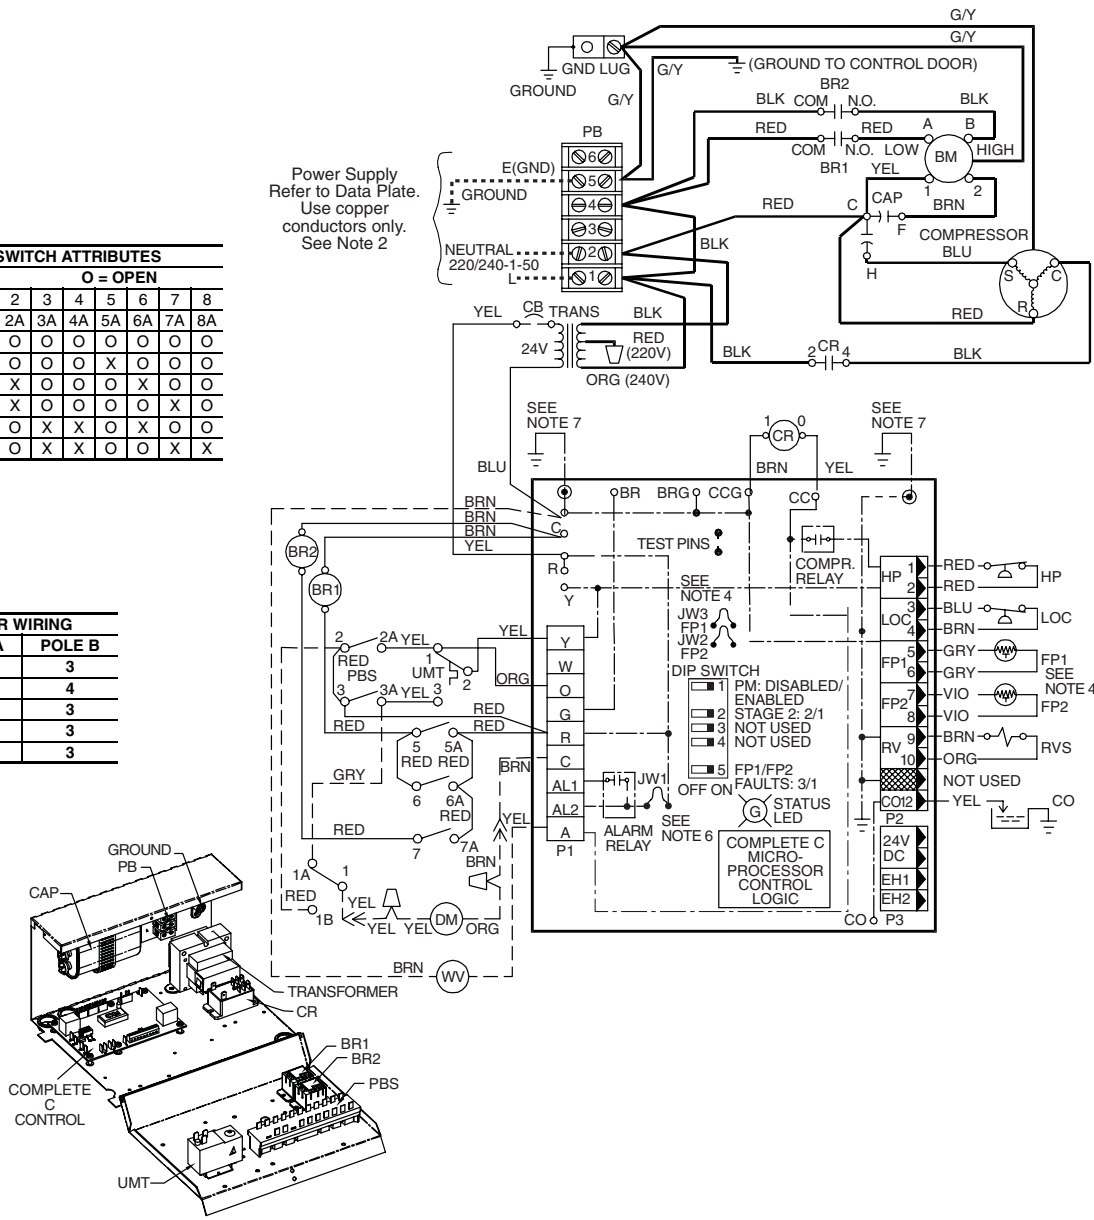 G/Y
G/Y
GND LUG
GROUND
G/Y
G/Y
(GROUND TO CONTROL DOOR)
BR2
BLK COM N.O. BLK
RED RED
COM N.O. LOW
BR1
A B
BM HIGH
YEL
1 2
BRN
PB
6
5
4
3
2
1
E(GND)
GROUND
Power Supply
Refer to Data Plate.
Use copper
conductors only.
See Note 2
NEUTRAL
220/240-1-50
L
RED
C CAP
F
H
COMPRESSOR
BLU
S C
R
RED
BLK
YEL CB TRANS BLK
24V
RED
(220V)
ORG (240V)
BLK 2 CR 4 BLK
SWITCH ATTRIBUTES
O = OPEN
2 3 4 5 6 7 8
2A 3A 4A 5A 6A 7A 8A
O O O O O O O
O O O X O O O
X O O O X O O
X O O O O X O
O X X O X O O
O X X O O X X
SEE
NOTE 7
1 CR 0
BRN YEL
SEE
NOTE 7
BLU
BRN
BRN
BRN
YEL
BR2
BR1
BR BRG CCG CC
C
R
Y
TEST PINS
COMPR.
RELAY
SEE
NOTE 4
JW3
FP1
JW2
FP2
DIP SWITCH
1 PM: DISABLED/
ENABLED
2 STAGE 2: 2/1
3 NOT USED
4 NOT USED
5 FP1/FP2
FAULTS: 3/1
OFF ON
G STATUS
LED
COMPLETE C
MICRO-
PROCESSOR
CONTROL
LOGIC
JW1
SEE
NOTE 6
ALARM
RELAY
HP 1 RED
2 RED
HP
LOC 3 BLU
4 BRN
LOC
FP1 5 GRY
6 GRY
FP1
SEE
NOTE 4
FP2 7 VIO
8 VIO
FP2
RV 9 BRN
10 ORG
RVS
NOT USED
CO12 YEL CO
P2
24V
DC
EH1
EH2
CO P3
YEL
ORG
Y
W
O
G
R
C
AL1
AL2
A
P1
2 2A YEL
RED
PBS
1
UMT 2
3 3A YEL 3
RED
RED RED
5 5A
RED RED
GRY
6 6A
RED
RED
7 7A
BRN
YEL
BRN
1A 1
RED
1B
YEL
YEL YEL DM ORG
BRN WV
R WIRING
A POLE B
3
4
3
3
3
GROUND
PB
CAP
TRANSFORMER
CR
BR1
BR2
PBS
COMPLETE
C
CONTROL
UMT